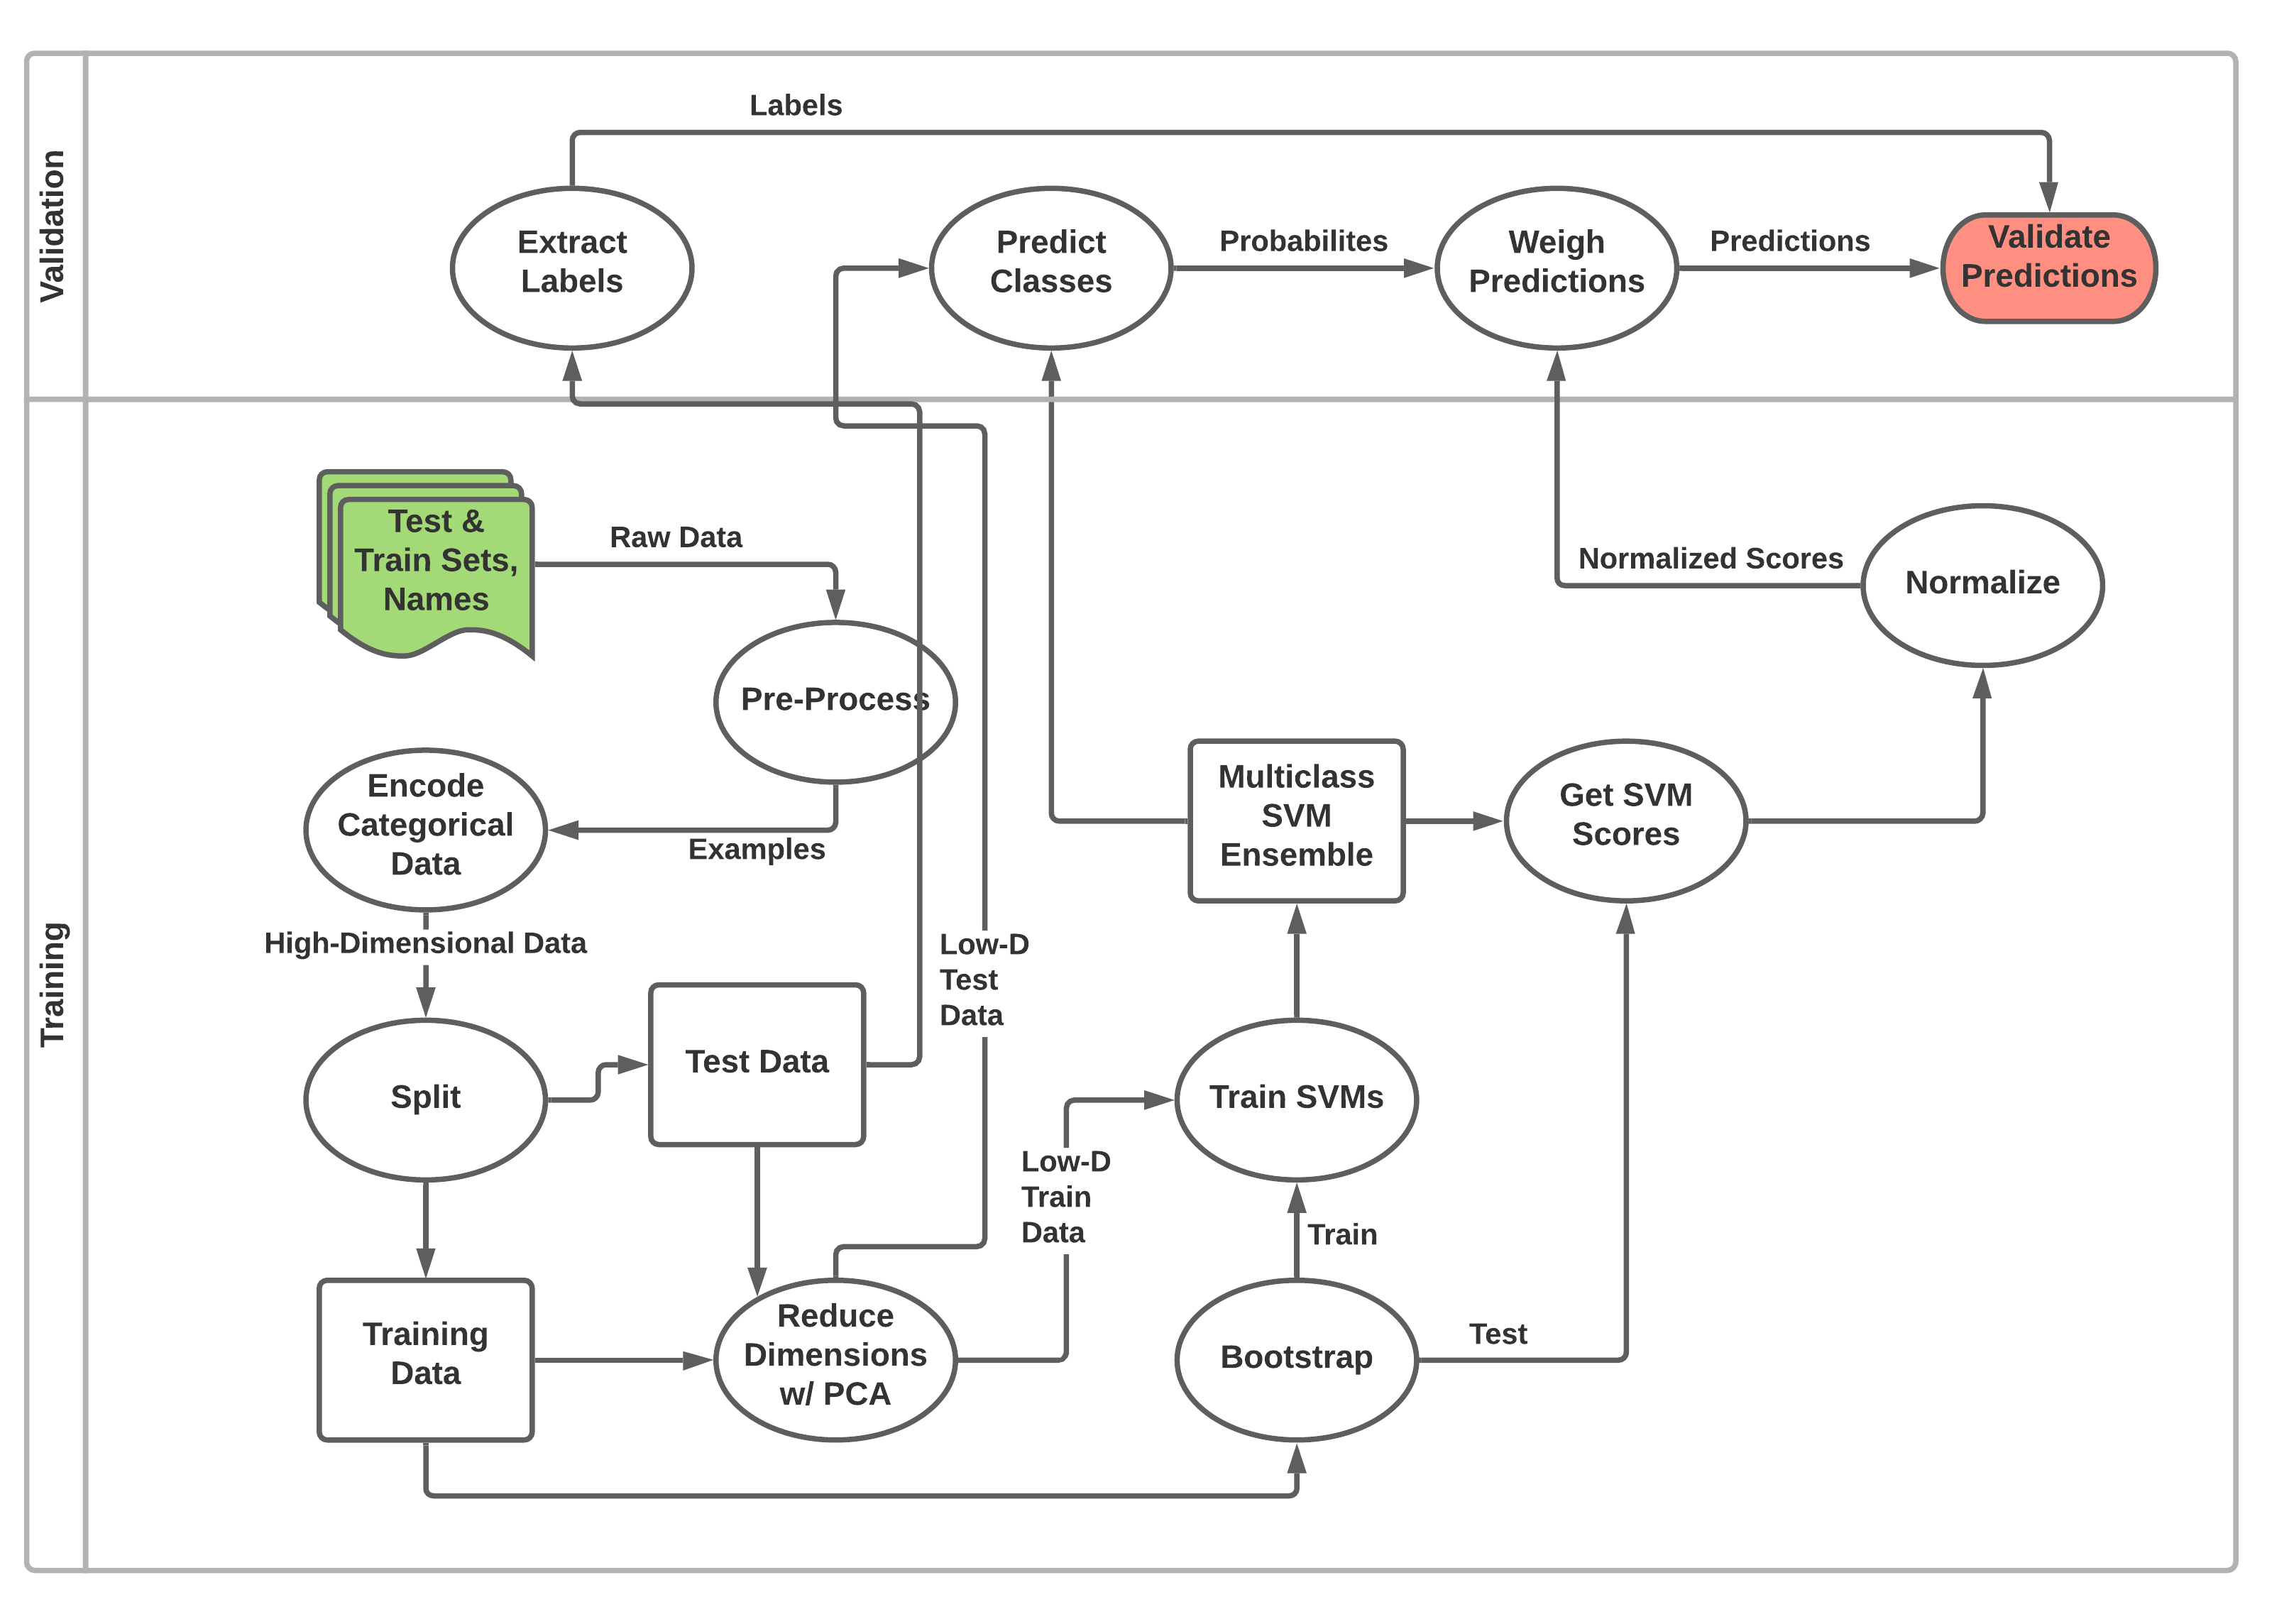 Validation
Labels
Extract
Labels
Predict
Classes
Probabilites
Weigh
Predictions
Predictions
Validate
Predictions
Training
Test &
Train Sets,
Names
Raw Data
Pre-Process
Normalized Scores
Normalize
Encode
Categorical
Data
Examples
Multiclass
SVM
Ensemble
Get SVM
Scores
High-Dimensional Data
Low-D
Test
Data
Split
Test Data
Train SVMs
Low-D
Train
Data
Train
Training
Data
Reduce
Dimensions
w/ PCA
Bootstrap
Test